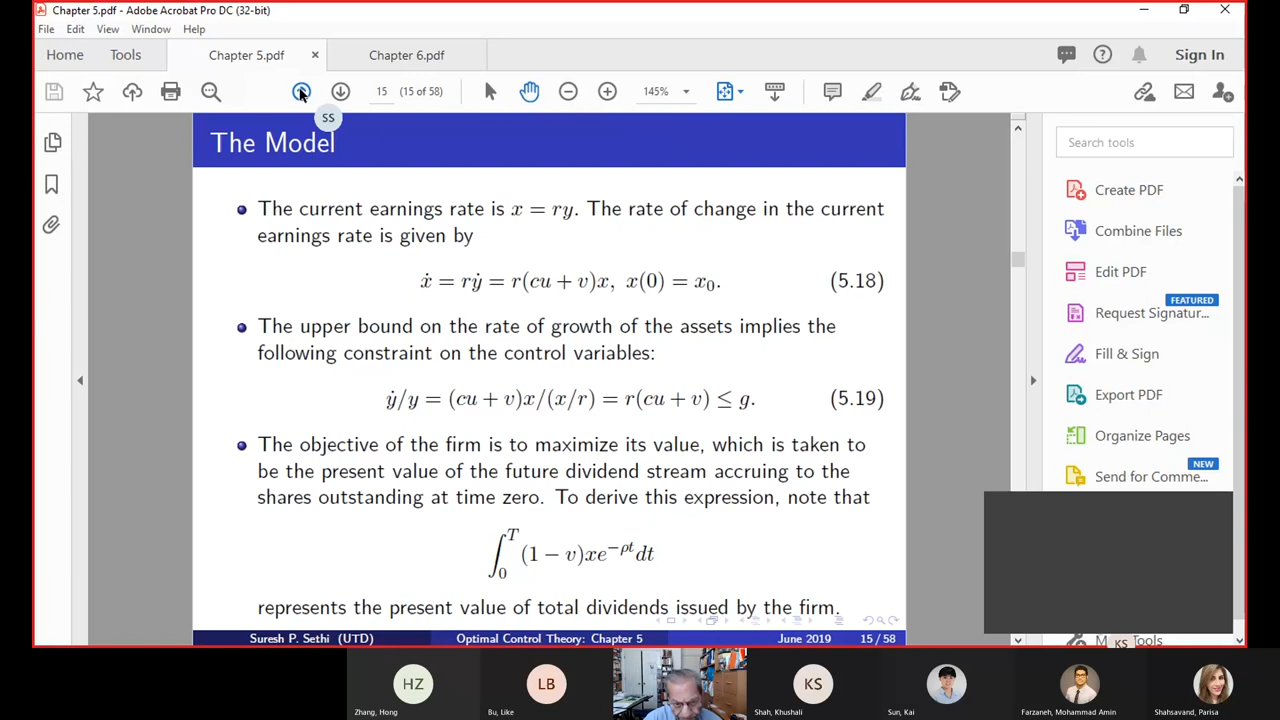 Chapter 5.pdf - Adobe Acrobat Pro DC (32-bit)
File Edit View Window Help
Home Tools Chapter 5.pdf × Chapter 6.pdf Sign In
15 (15 of 58) 145%
SS
The Model
The current earnings rate is x = ry. The rate of change in the current
earnings rate is given by
ẋ = rẏ = r(cu + v)x, x(0) = x₀. (5.18)
The upper bound on the rate of growth of the assets implies the
following constraint on the control variables:
ẏ/y = (cu + v)x/(x/r) = r(cu + v) ≤ g. (5.19)
The objective of the firm is to maximize its value, which is taken to
be the present value of the future dividend stream accruing to the
shares outstanding at time zero. To derive this expression, note that
∫₀ᵀ (1 − v)xe^{−ρt}dt
represents the present value of total dividends issued by the firm.
Suresh P. Sethi (UTD) Optimal Control Theory: Chapter 5 June 2019 15 / 58
Search tools
Create PDF
Combine Files
Edit PDF
FEATURED
Request Signatur...
Fill & Sign
Export PDF
Organize Pages
NEW
Send for Comme...
Tools
KS
HZ LB KS
Zhang, Hong Bu, Like Shah, Khushali Sun, Kai Farzaneh, Mohammad Amin Shahsavand, Parisa